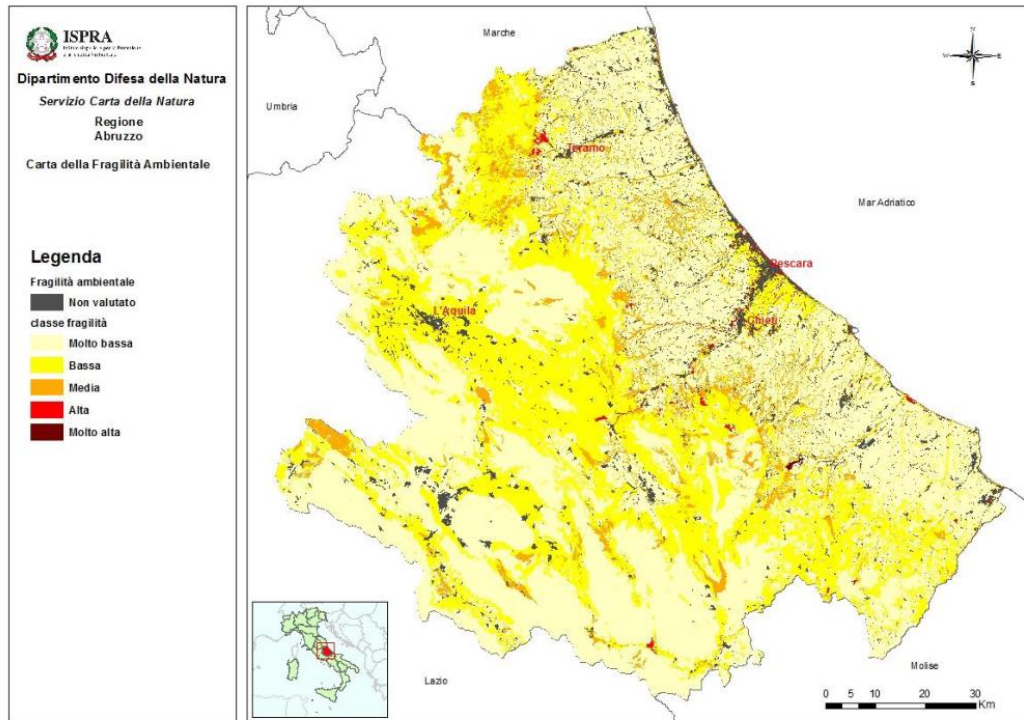 ISPRA
Dipartimento Difesa della Natura
Servizio Carta della Natura
Regione
Abruzzo
Carta della Fragilità Ambientale
Legenda
Fragilità ambientale
Non valutato
classe fragilità
Molto bassa
Bassa
Media
Alta
Molto alta
Marche
Umbria
N
W
E
S
Teramo
Mar Adriatico
Pescara
L'Aquila
Chieti
Lazio
Molise
0 5 10 20 30
Km